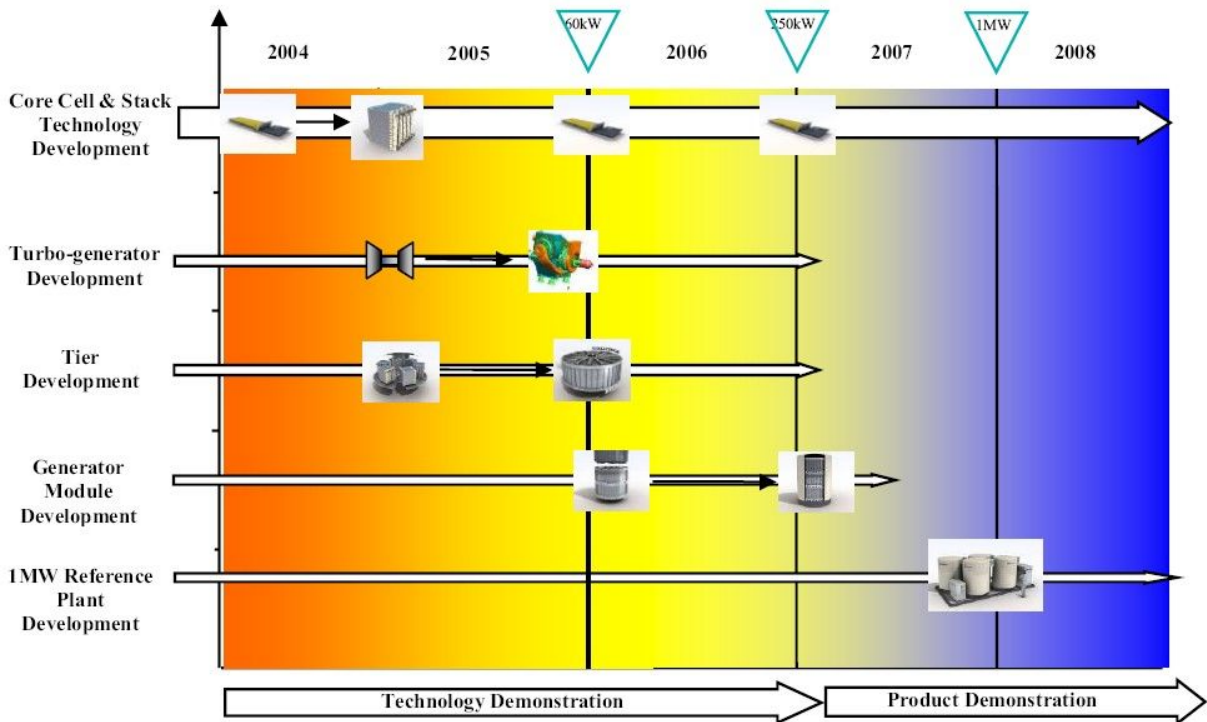 60kW
250kW
1MW
2004
2005
2006
2007
2008
Core Cell & Stack
Technology
Development
Turbo-generator
Development
Tier
Development
Generator
Module
Development
1MW Reference
Plant
Development
Technology Demonstration
Product Demonstration